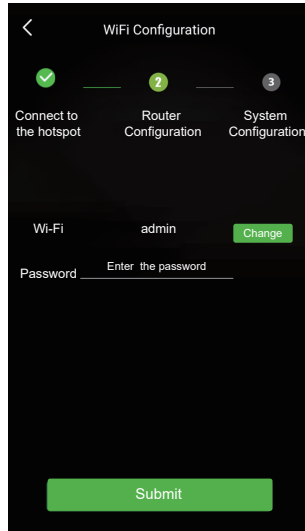 WiFi Configuration
2
3
Connect to
the hotspot
Router
Configuration
System
Configuration
Wi-Fi admin Change
Password Enter the password
Submit